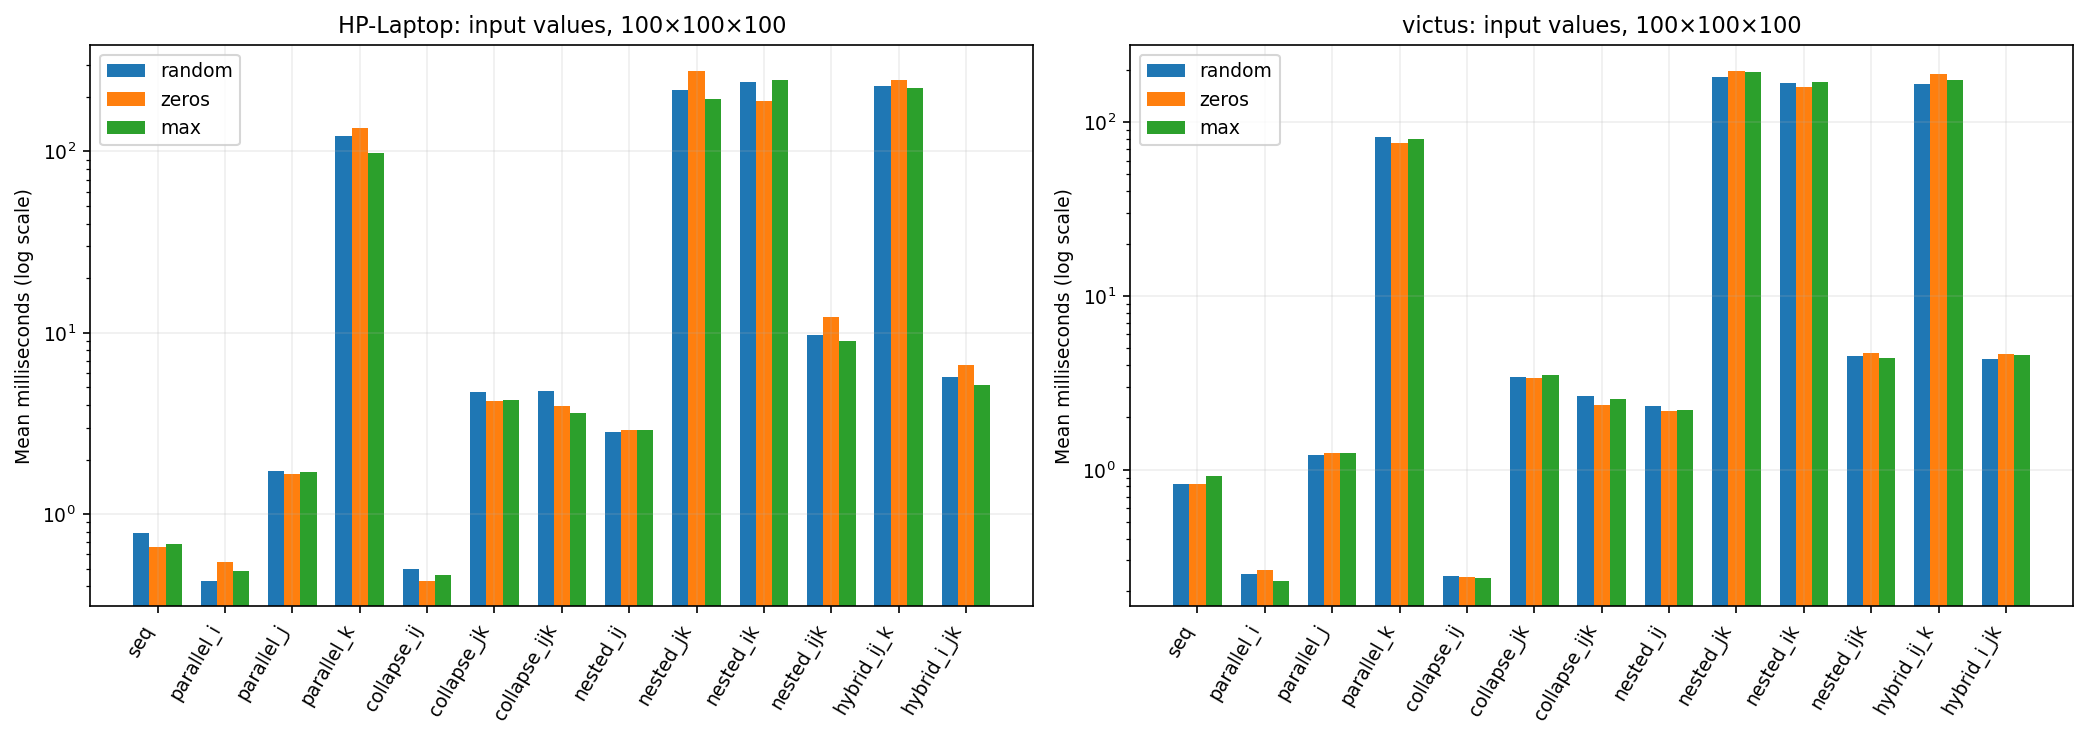 HP-Laptop: input values, 100×100×100
Mean milliseconds (log scale)
10²
10¹
10⁰
random
zeros
max
seq
parallel_i
parallel_j
parallel_k
collapse_ij
collapse_jk
collapse_ijk
nested_ij
nested_jk
nested_ik
nested_ijk
hybrid_ij_k
hybrid_i_jk
victus: input values, 100×100×100
Mean milliseconds (log scale)
10²
10¹
10⁰
random
zeros
max
seq
parallel_i
parallel_j
parallel_k
collapse_ij
collapse_jk
collapse_ijk
nested_ij
nested_jk
nested_ik
nested_ijk
hybrid_ij_k
hybrid_i_jk